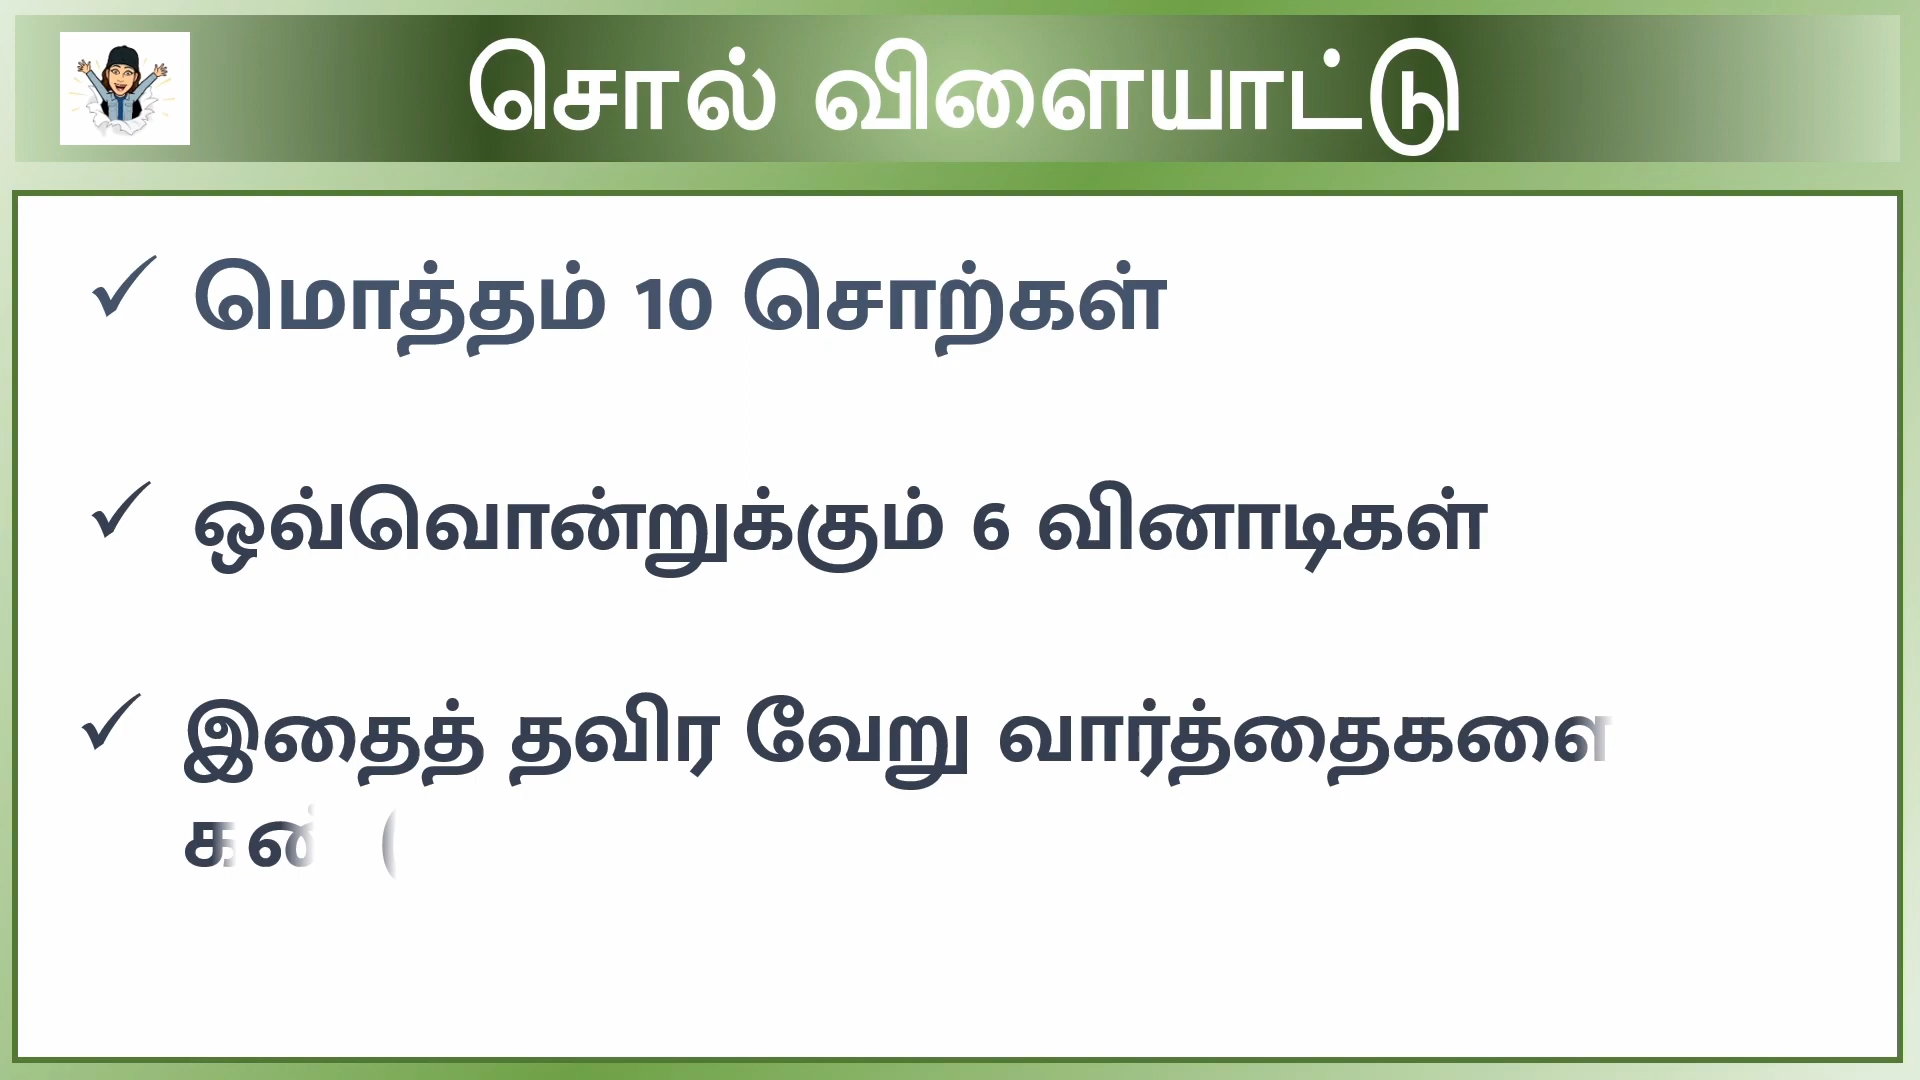 சொல் விளையாட்டு
✓ மொத்தம் 10 சொற்கள்
✓ ஒவ்வொன்றுக்கும் 6 வினாடிகள்
✓ இதைத் தவிர வேறு வார்த்தைகளை